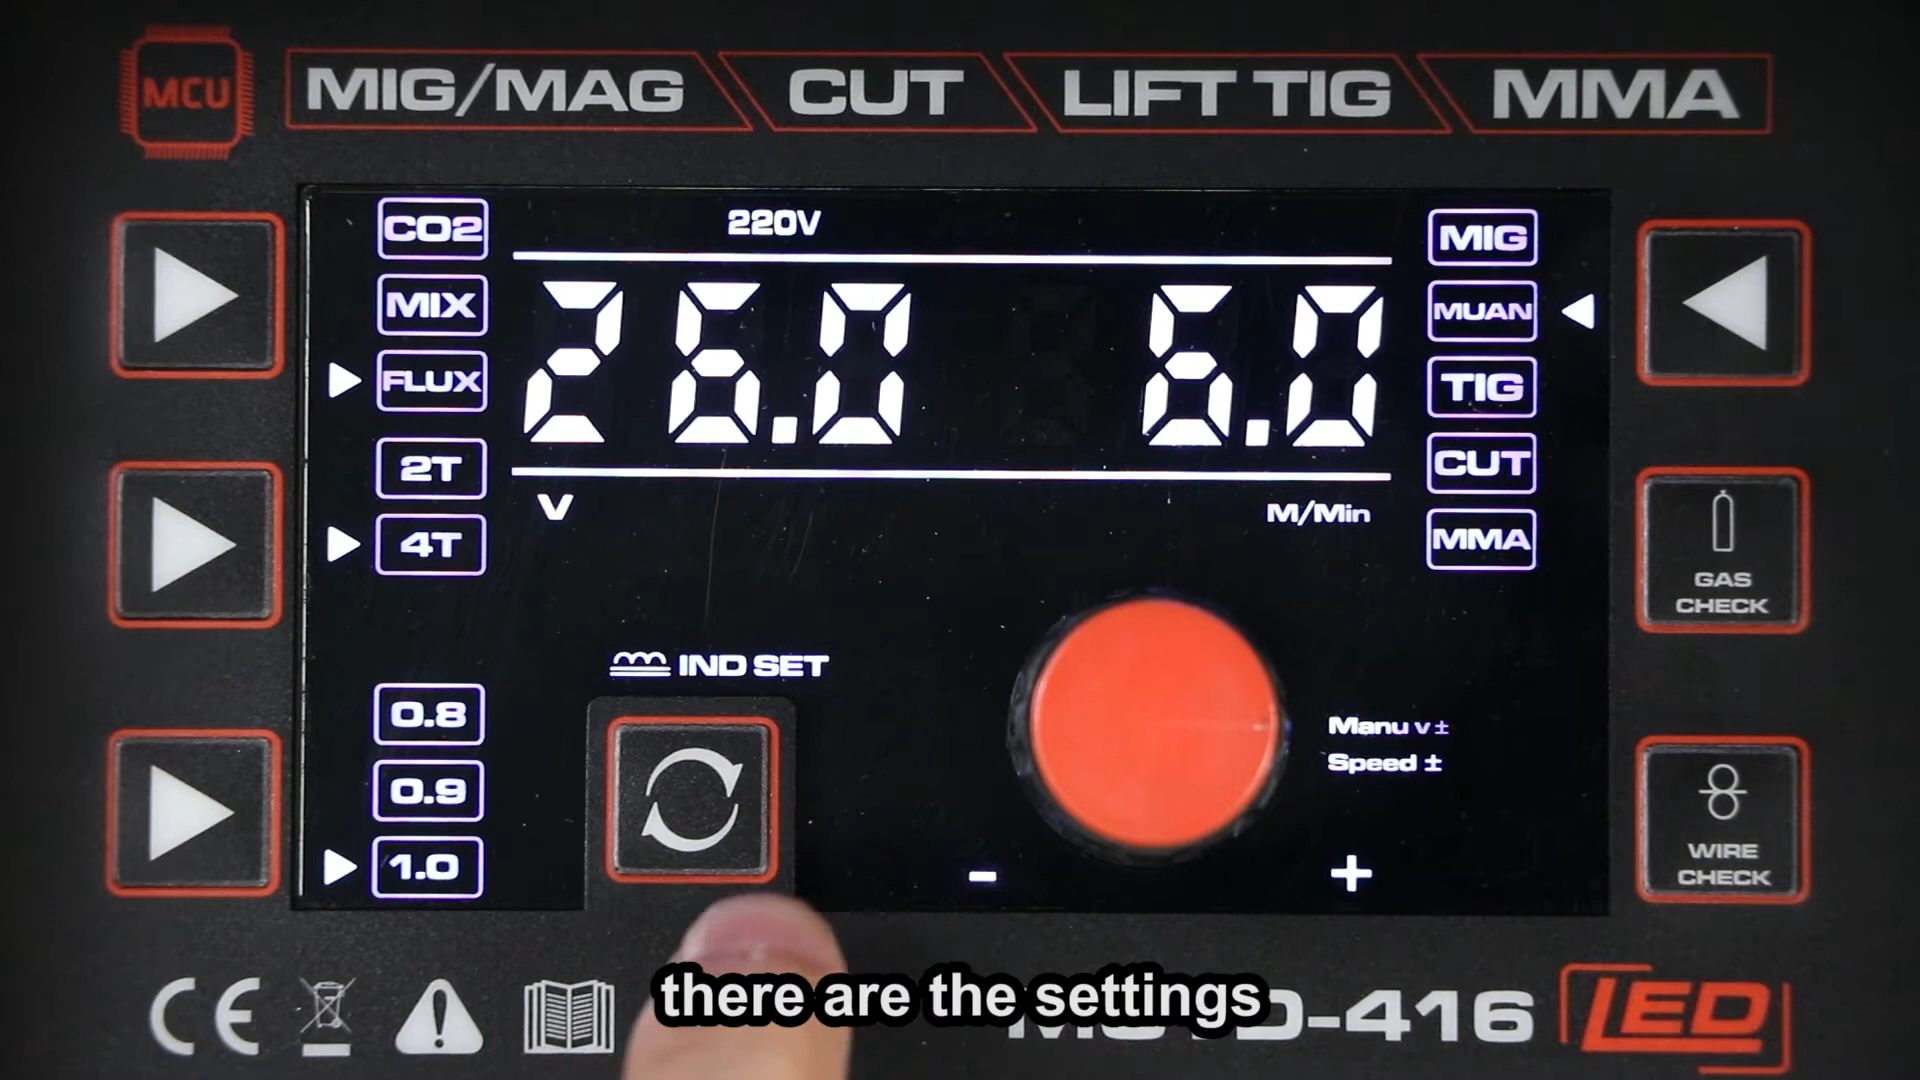 MCU
MIG/MAG
CUT
LIFT TIG
MMA
CO2
MIX
FLUX
2T
4T
0.8
0.9
1.0
220V
26.0
6.0
V
M/Min
MIG
MUAN
TIG
CUT
MMA
IND SET
Manu v ±
Speed ±
-
+
GAS
CHECK
WIRE
CHECK
CE
there are the settings
D-416
LED